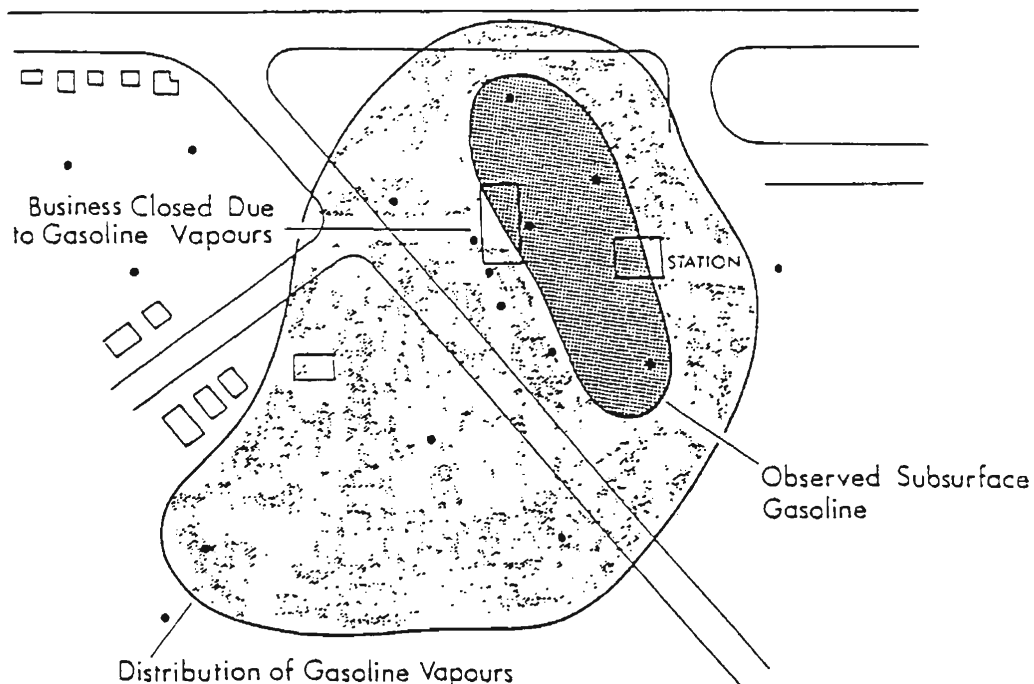 Business Closed Due
to Gasoline Vapours
STATION
Observed Subsurface
Gasoline
Distribution of Gasoline Vapours